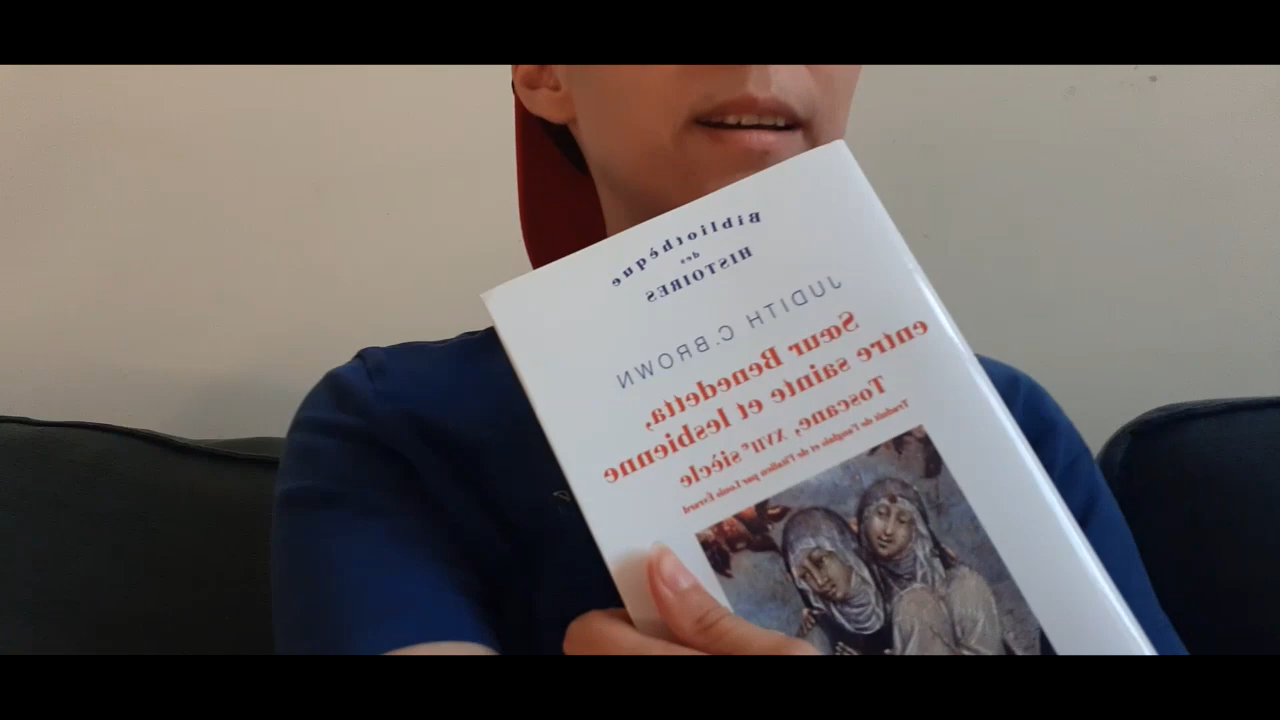 Bibliothèque
des
HISTOIRES
JUDITH C. BROWN
Sœur Benedetta,
entre sainte et lesbienne
Toscane, XVIIe siècle
Traduit de l'anglais et de l'italien par Louis Évrard